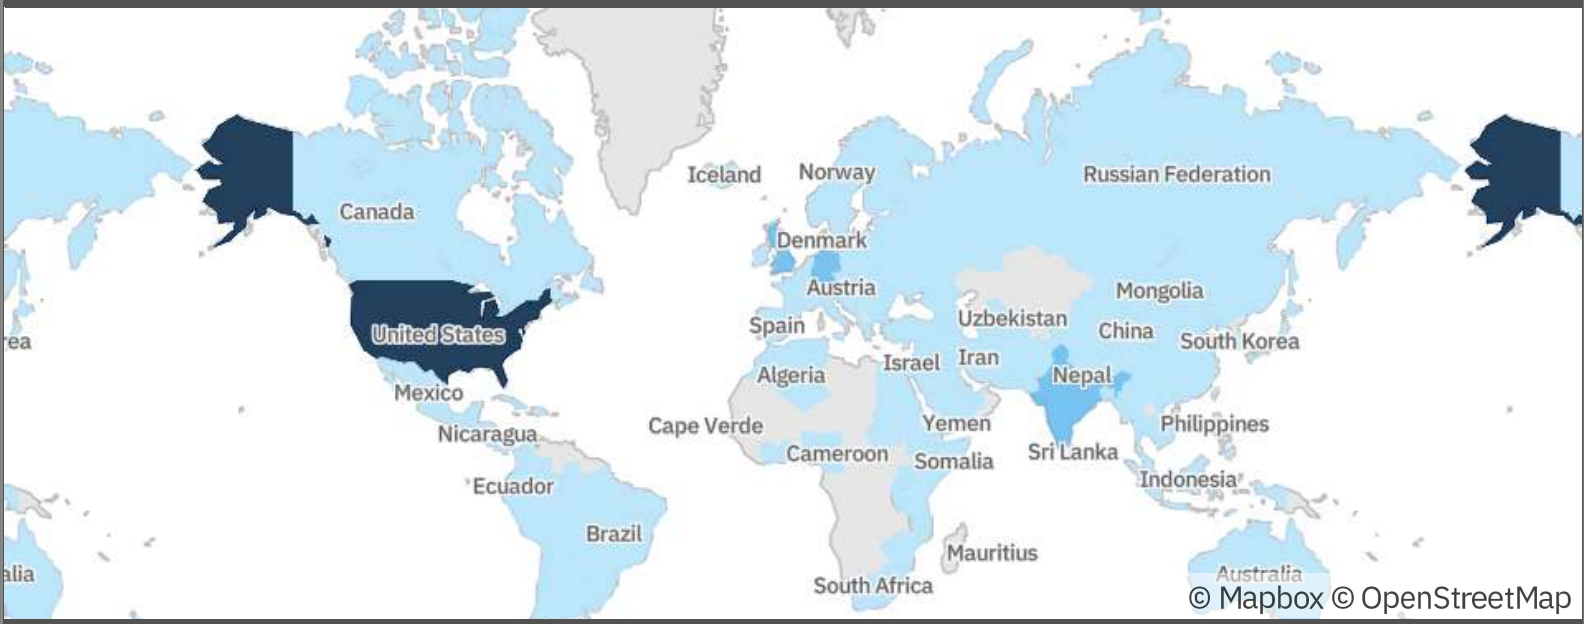 Iceland
Norway
Russian Federation
Canada
Denmark
Austria
Mongolia
Uzbekistan
Spain
China
United States
rea
South Korea
Israel
Iran
Algeria
Nepal
Mexico
Cape Verde
Yemen
Philippines
Nicaragua
Cameroon
Somalia
Sri Lanka
Indonesia
Ecuador
Brazil
Mauritius
alia
Australia
South Africa
© Mapbox © OpenStreetMap